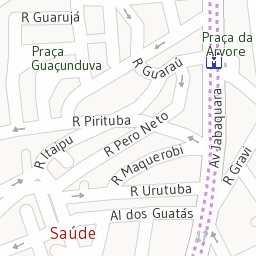 R Guarujá
Praça
Guaçunduva
R Guaraú
Praça da
Árvore
R Pirituba
R Itaipu
R Pero Neto
R Maquerobi
Av Jabaquara
R Gravi
R Urutuba
Al dos Guatás
Saúde